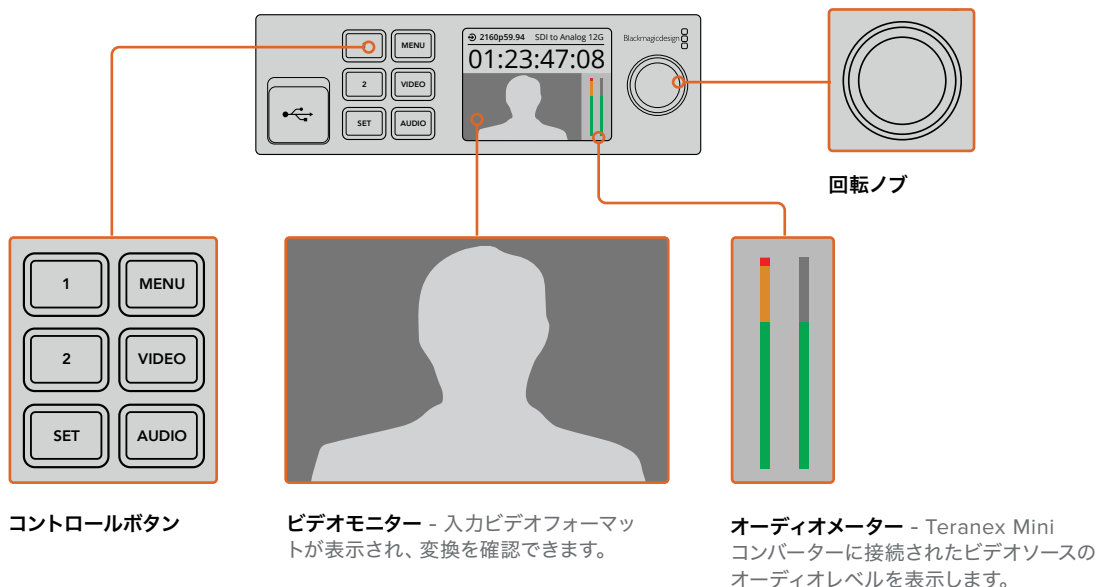 2160p59.94 SDI to Analog 12G
01:23:47:08
Blackmagicdesign
MENU
2 VIDEO
SET AUDIO
回転ノブ
1 MENU
2 VIDEO
SET AUDIO
コントロールボタン
ビデオモニター - 入力ビデオフォーマッ
トが表示され、変換を確認できます。
オーディオメーター - Teranex Mini
コンバーターに接続されたビデオソースの
オーディオレベルを表示します。